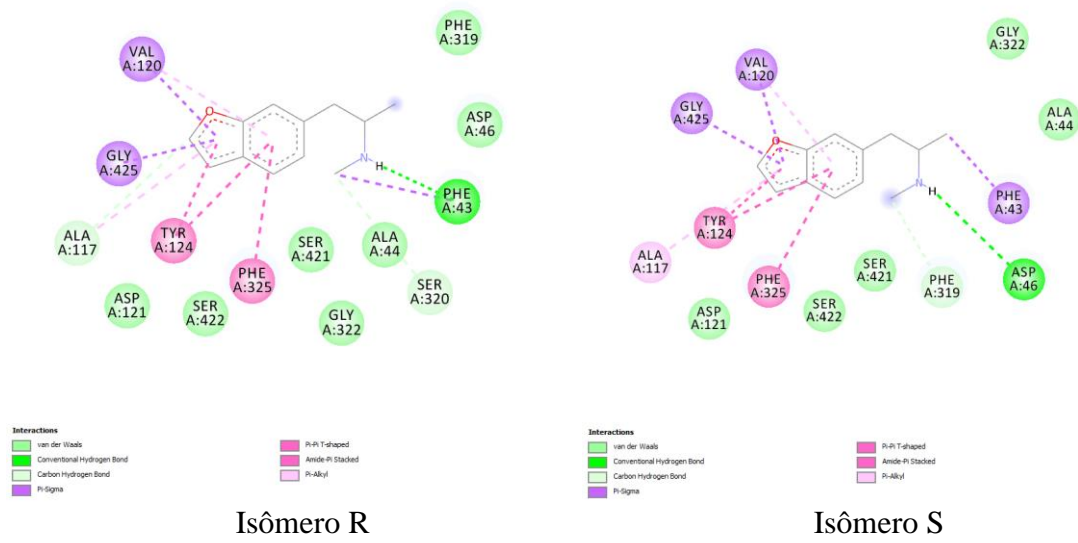 PHE
A:319
VAL
A:120
O
ASP
A:46
GLY
A:425
N
H
PHE
A:43
ALA
A:117
TYR
A:124
SER
A:421
ALA
A:44
PHE
A:325
SER
A:320
ASP
A:121
SER
A:422
GLY
A:322
Interactions
van der Waals
Conventional Hydrogen Bond
Carbon Hydrogen Bond
Pi-Sigma
Pi-Pi T-shaped
Amide-Pi Stacked
Pi-Alkyl
Isômero R
GLY
A:322
VAL
A:120
GLY
A:425
ALA
A:44
O
N
H
PHE
A:43
TYR
A:124
ALA
A:117
PHE
A:325
SER
A:421
PHE
A:319
ASP
A:46
ASP
A:121
SER
A:422
Interactions
van der Waals
Conventional Hydrogen Bond
Carbon Hydrogen Bond
Pi-Sigma
Pi-Pi T-shaped
Amide-Pi Stacked
Pi-Alkyl
Isômero S